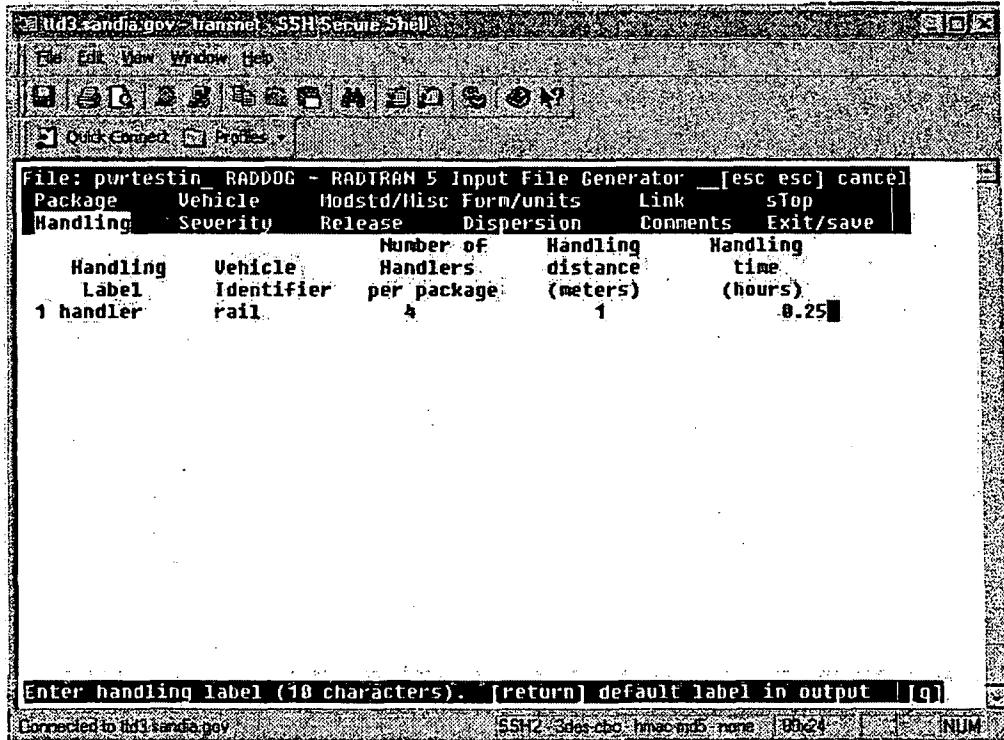 ttd3.sandia.gov - transnet - SSH Secure Shell
File Edit View Window Help
Quick Connect Profiles
File: pwrtestin_ RADDOG - RADTRAN 5 Input File Generator __[esc esc] cancel
Package Vehicle Modstd/Misc Form/units Link sTop
Handling Severity Release Dispersion Comments Exit/save
Number of Handling Handling
Handling Vehicle Handlers distance time
Label Identifier per package (meters) (hours)
1 handler rail 4 1 0.25
Enter handling label (10 characters). [return] default label in output [q]
Connected to ttd3.sandia.gov SSH2 - 3des-cbc - hmac-md5 - none 80x24 NUM